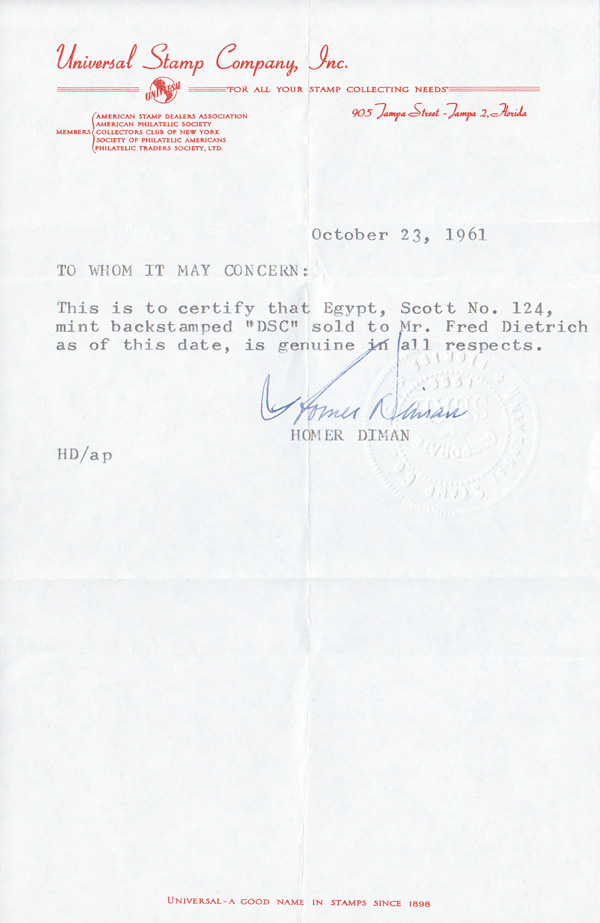 Universal Stamp Company, Inc.
UNIVERSAL
"FOR ALL YOUR STAMP COLLECTING NEEDS"
905 Tampa Street - Tampa 2, Florida
MEMBERS
AMERICAN STAMP DEALERS ASSOCIATION
AMERICAN PHILATELIC SOCIETY
COLLECTORS CLUB OF NEW YORK
SOCIETY OF PHILATELIC AMERICANS
PHILATELIC TRADERS SOCIETY, LTD.
October 23, 1961
TO WHOM IT MAY CONCERN:
This is to certify that Egypt, Scott No. 124,
mint backstamped "DSC" sold to Mr. Fred Dietrich
as of this date, is genuine in all respects.
Homer Diman
HOMER DIMAN
HD/ap
UNIVERSAL-A GOOD NAME IN STAMPS SINCE 1898